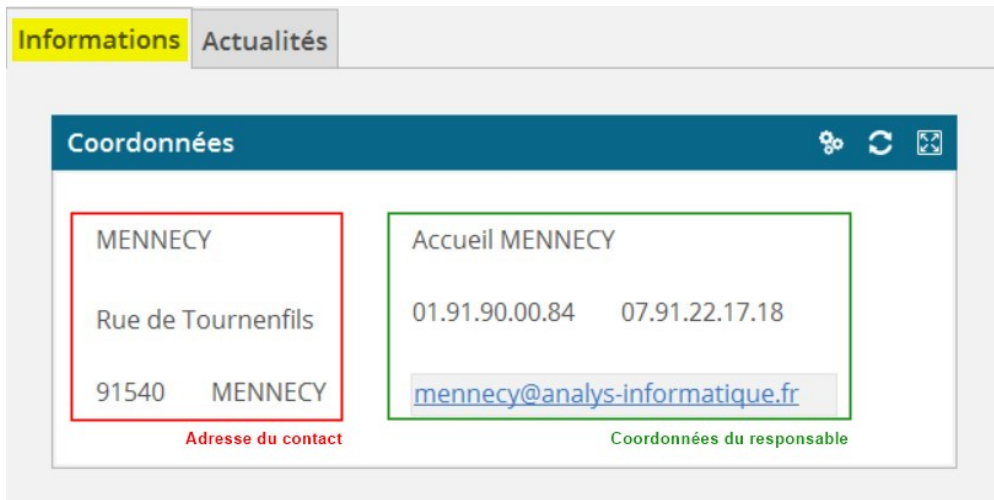 Informations Actualités
Coordonnées
MENNECY
Rue de Tournenfils
91540 MENNECY
Adresse du contact
Accueil MENNECY
01.91.90.00.84 07.91.22.17.18
mennecy@analys-informatique.fr
Coordonnées du responsable